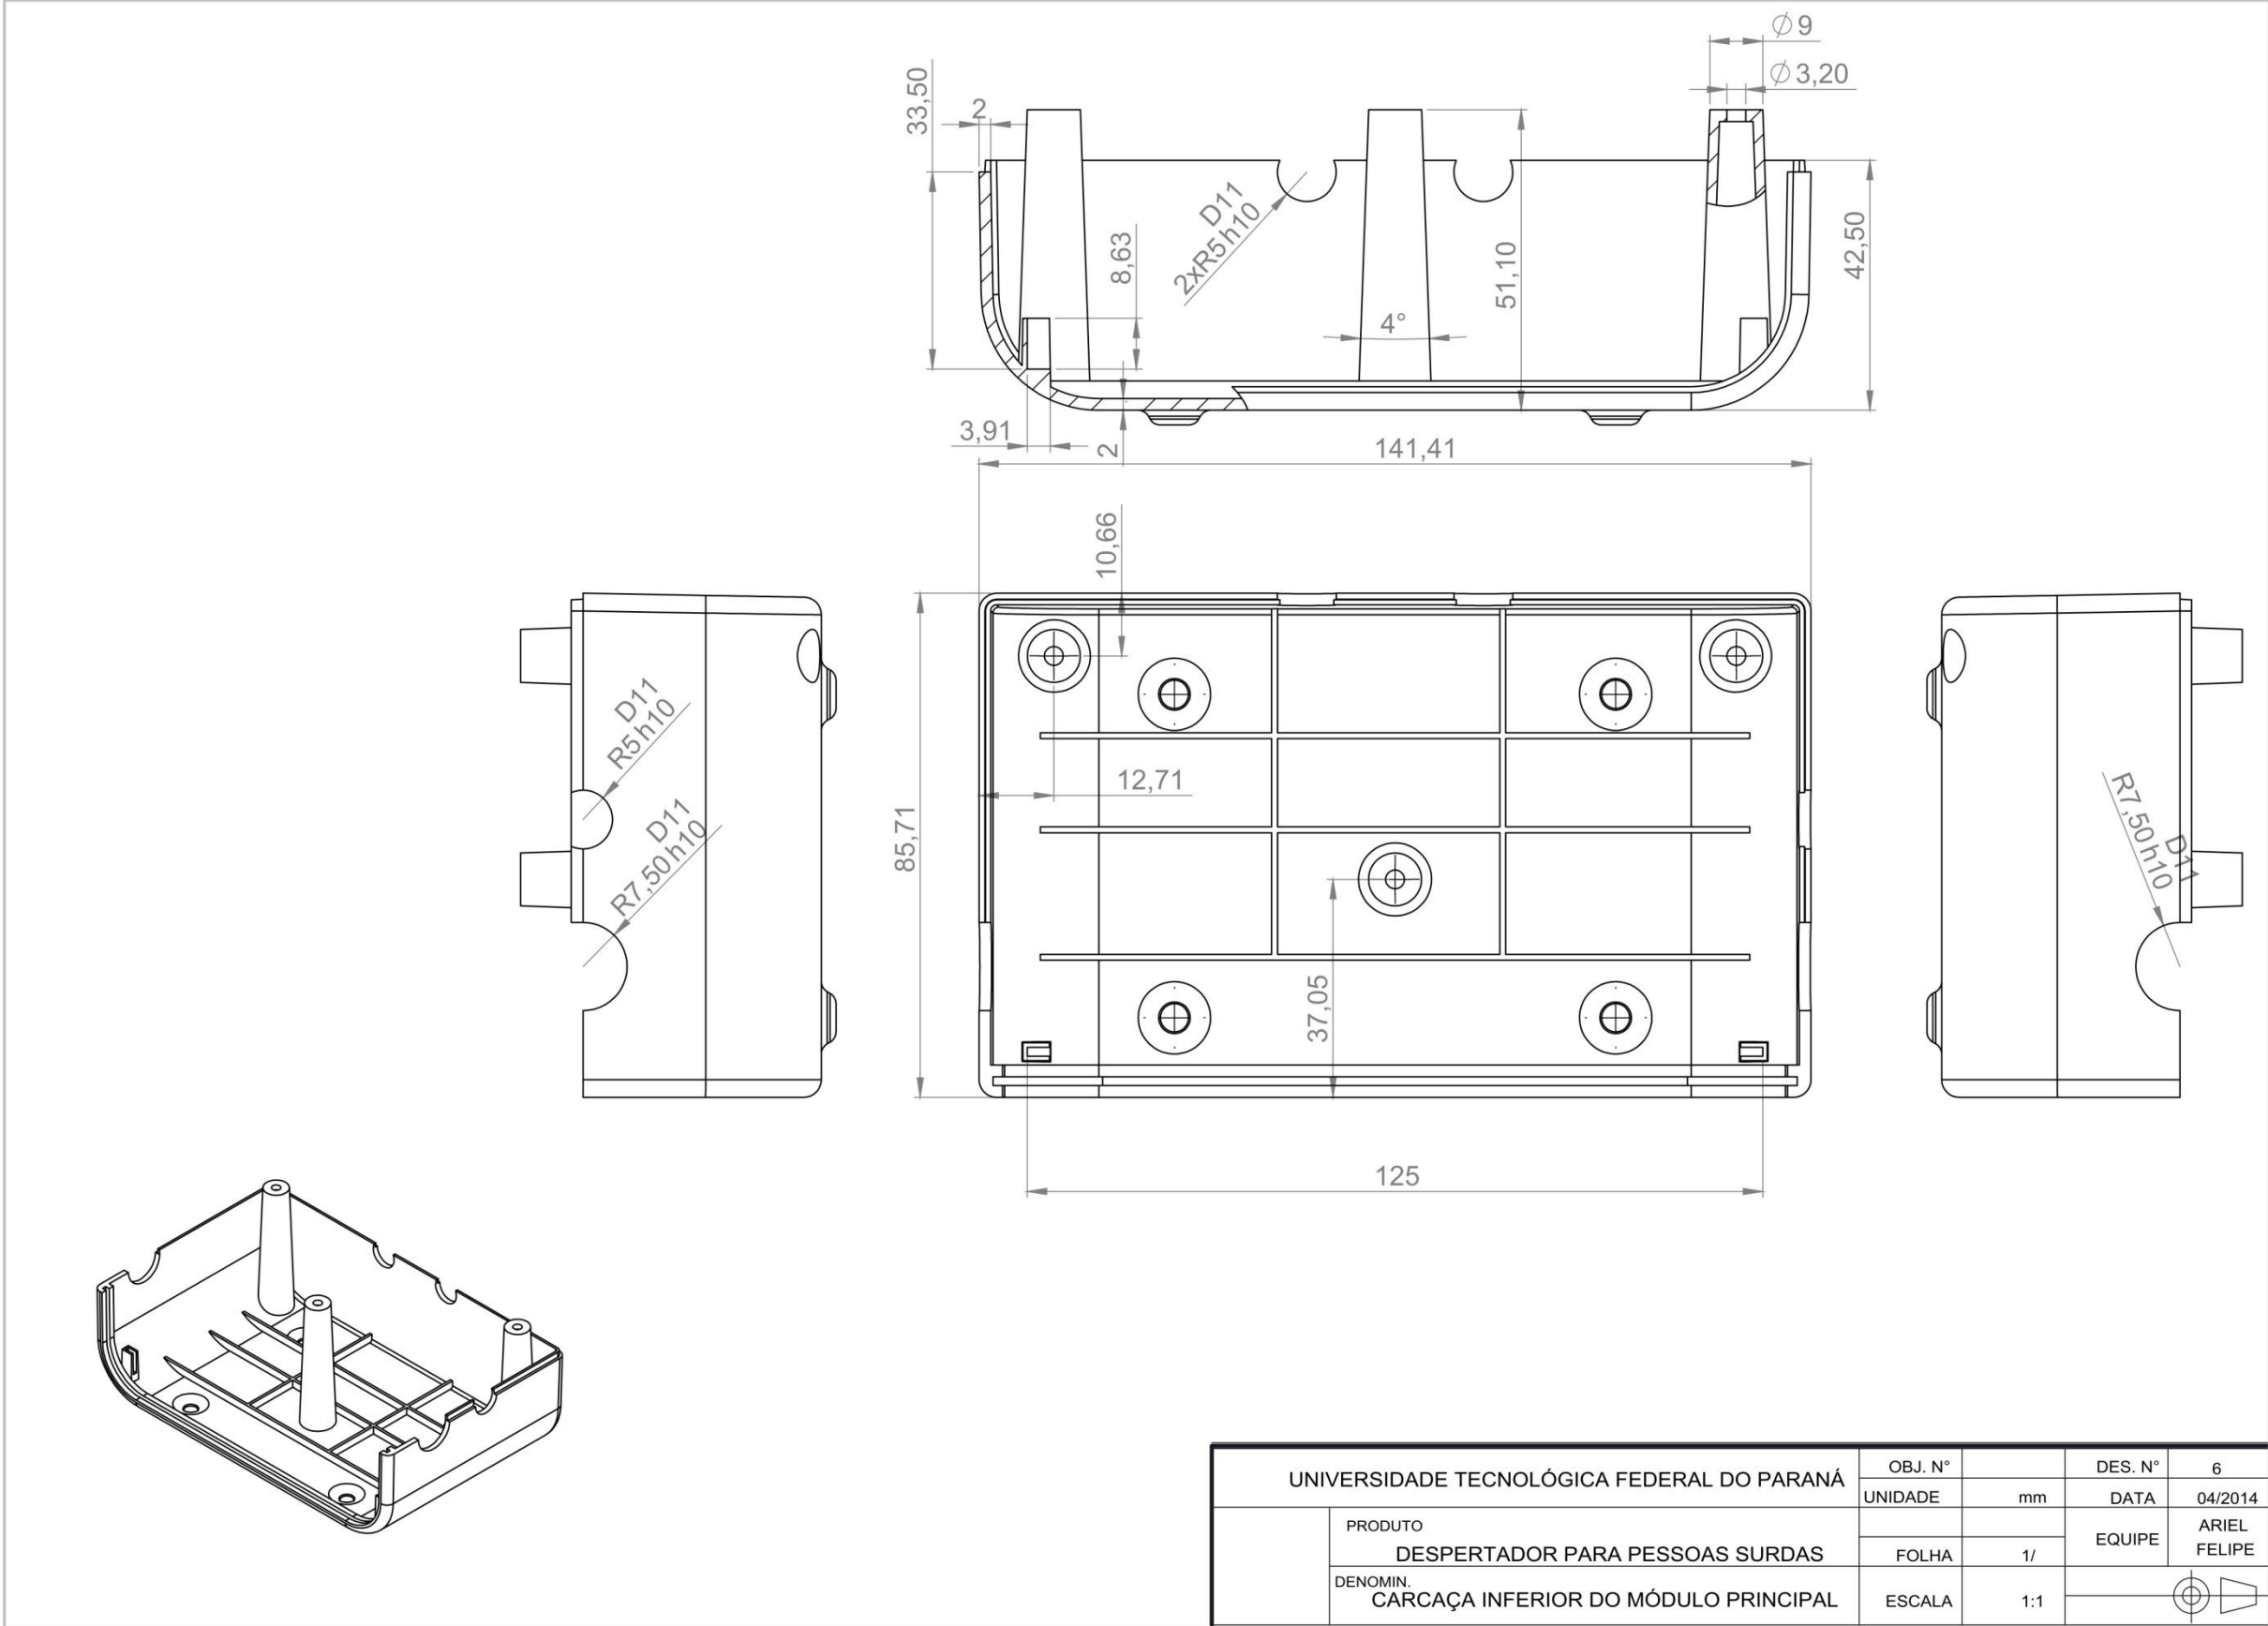 ⌀9
⌀3,20
33,50
2
D11
2xR5h10
8,63
51,10
42,50
4°
3,91
2
141,41
10,66
D11
R5h10
D11
R7,50h10
12,71
85,71
37,05
D11
R7,50h10
125
UNIVERSIDADE TECNOLÓGICA FEDERAL DO PARANÁ
OBJ. N°
DES. N°
6
UNIDADE
mm
DATA
04/2014
PRODUTO
DESPERTADOR PARA PESSOAS SURDAS
FOLHA
1/
EQUIPE
ARIEL
FELIPE
DENOMIN.
CARCAÇA INFERIOR DO MÓDULO PRINCIPAL
ESCALA
1:1